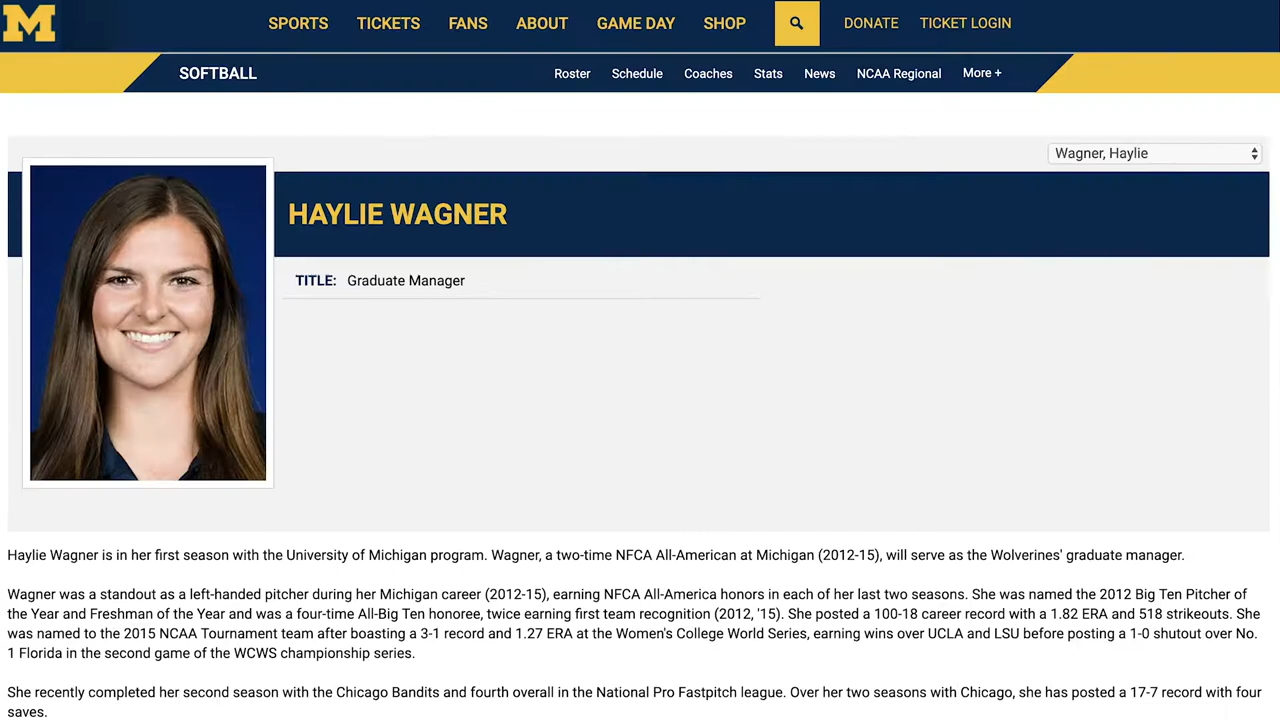 M
SPORTS TICKETS FANS ABOUT GAME DAY SHOP DONATE TICKET LOGIN
SOFTBALL Roster Schedule Coaches Stats News NCAA Regional More +
Wagner, Haylie
HAYLIE WAGNER
TITLE: Graduate Manager
Haylie Wagner is in her first season with the University of Michigan program. Wagner, a two-time NFCA All-American at Michigan (2012-15), will serve as the Wolverines' graduate manager.
Wagner was a standout as a left-handed pitcher during her Michigan career (2012-15), earning NFCA All-America honors in each of her last two seasons. She was named the 2012 Big Ten Pitcher of
the Year and Freshman of the Year and was a four-time All-Big Ten honoree, twice earning first team recognition (2012, '15). She posted a 100-18 career record with a 1.82 ERA and 518 strikeouts. She
was named to the 2015 NCAA Tournament team after boasting a 3-1 record and 1.27 ERA at the Women's College World Series, earning wins over UCLA and LSU before posting a 1-0 shutout over No.
1 Florida in the second game of the WCWS championship series.
She recently completed her second season with the Chicago Bandits and fourth overall in the National Pro Fastpitch league. Over her two seasons with Chicago, she has posted a 17-7 record with four
saves.